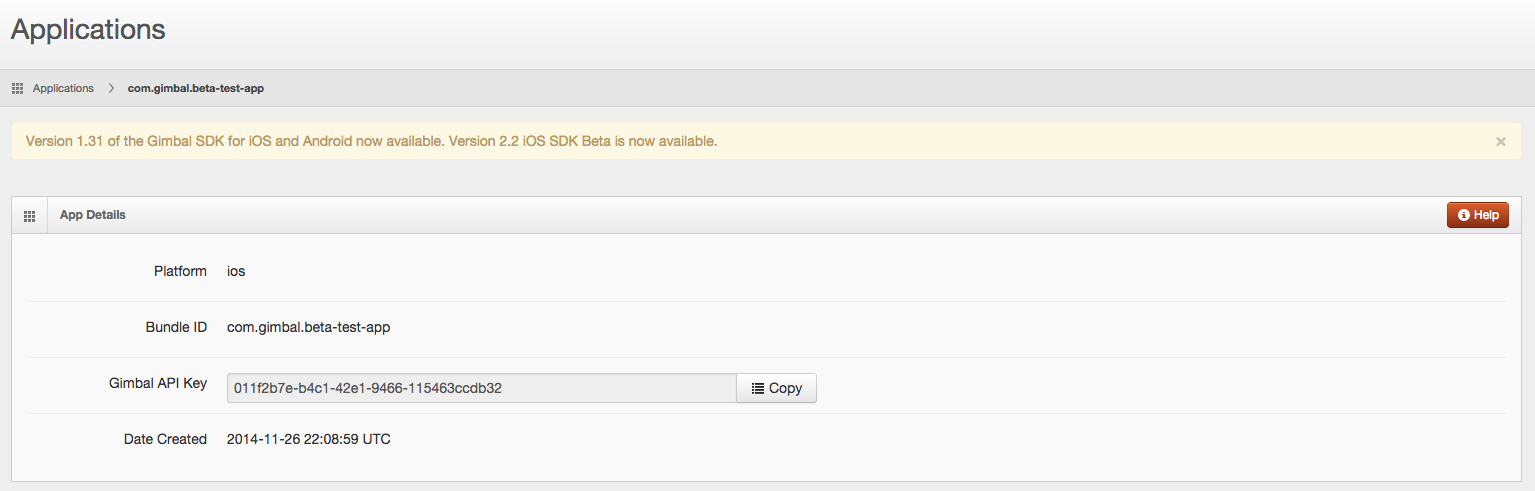 Applications
Applications com.gimbal.beta-test-app
Version 1.31 of the Gimbal SDK for iOS and Android now available. Version 2.2 iOS SDK Beta is now available. ×
App Details Help
Platform ios
Bundle ID com.gimbal.beta-test-app
Gimbal API Key 011f2b7e-b4c1-42e1-9466-115463ccdb32 Copy
Date Created 2014-11-26 22:08:59 UTC